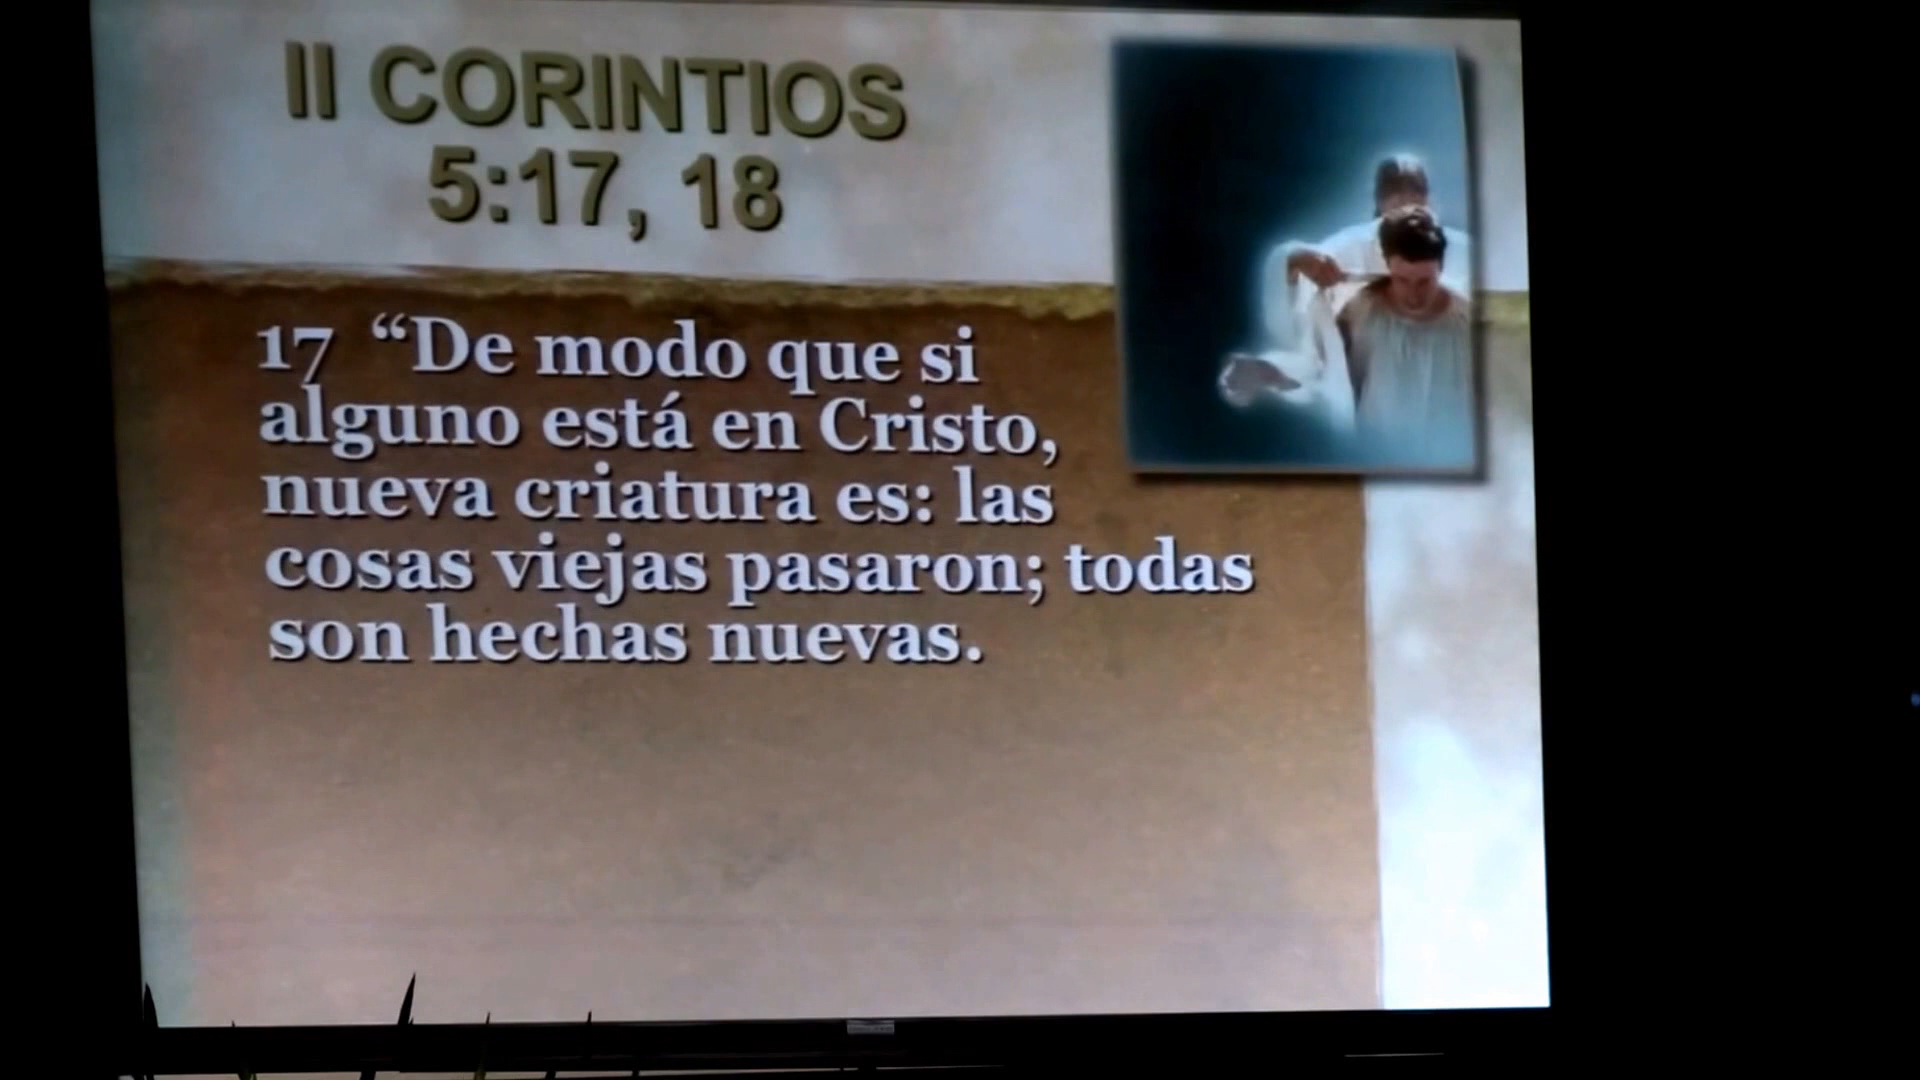 II CORINTIOS
5:17, 18
17 “De modo que si
alguno está en Cristo,
nueva criatura es: las
cosas viejas pasaron; todas
son hechas nuevas.